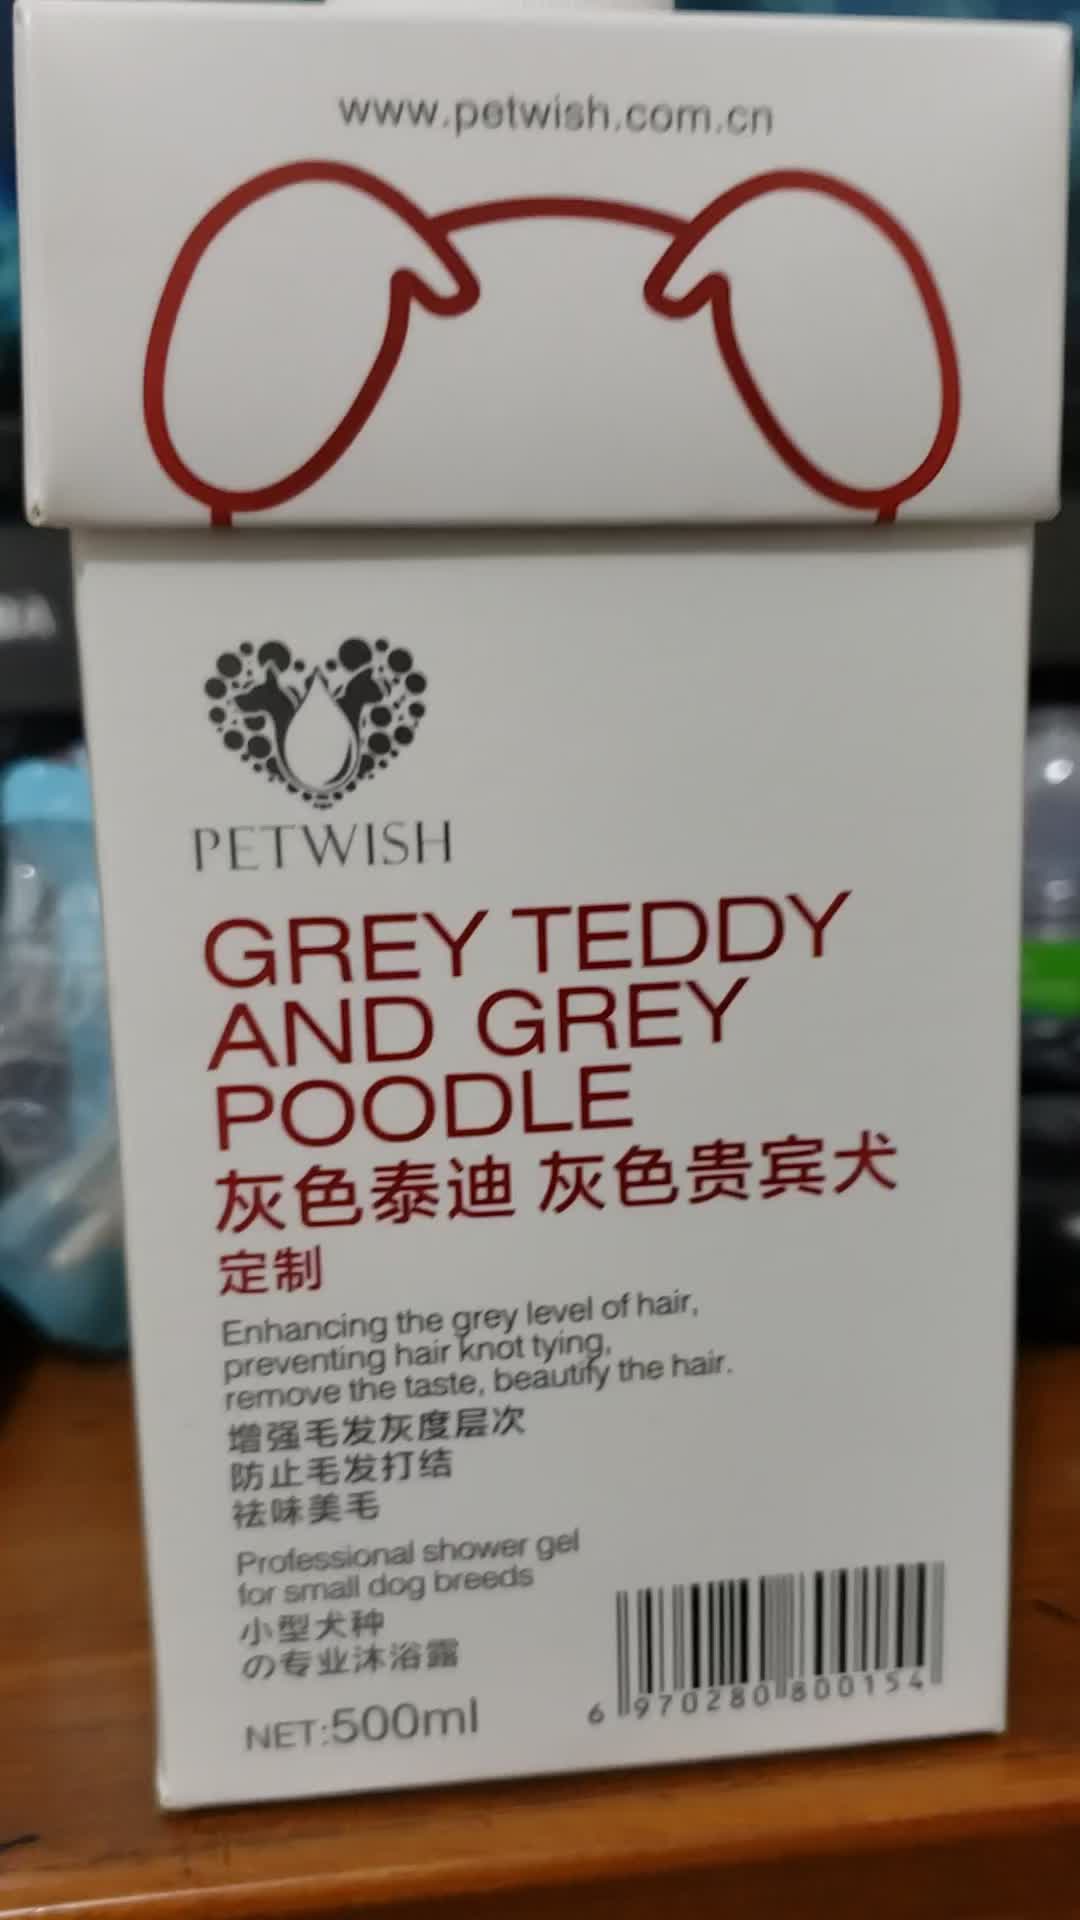 www.petwish.com.cn
PETWISH
GREY TEDDY
AND GREY
POODLE
灰色泰迪 灰色贵宾犬
定制
Enhancing the grey level of hair,
preventing hair knot tying,
remove the taste, beautify the hair.
增强毛发灰度层次
防止毛发打结
祛味美毛
Professional shower gel
for small dog breeds
小型犬种
の专业沐浴露
NET:500ml
6 970280 800154